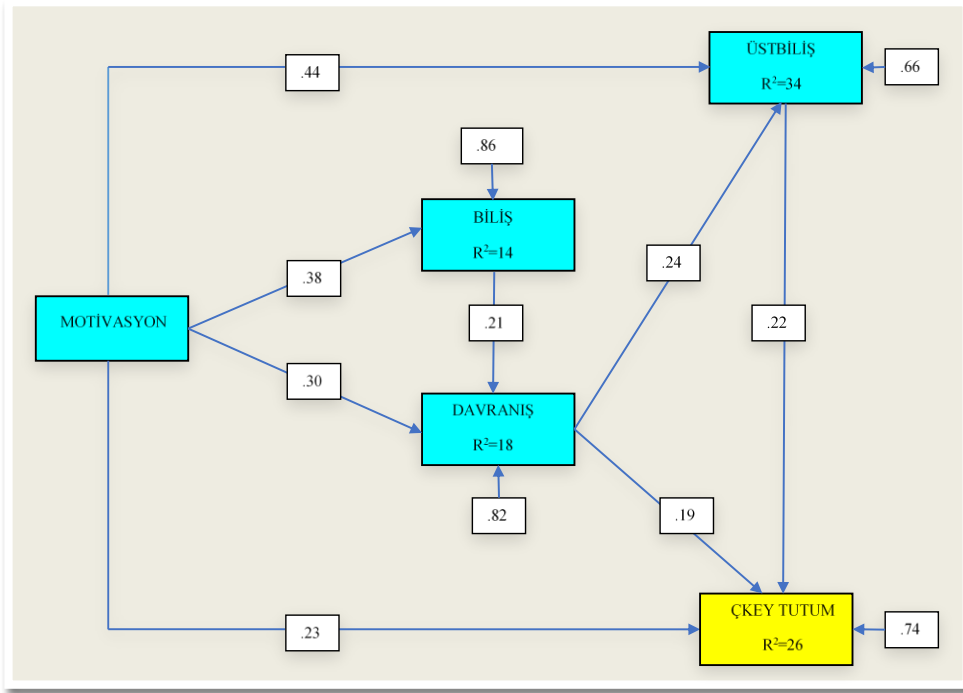 ÜSTBİLİŞ
R²=34
.66
.44
.86
BİLİŞ
R²=14
.24
.38
MOTİVASYON
.21
.22
.30
DAVRANIŞ
R²=18
.82
.19
ÇKEY TUTUM
R²=26
.74
.23